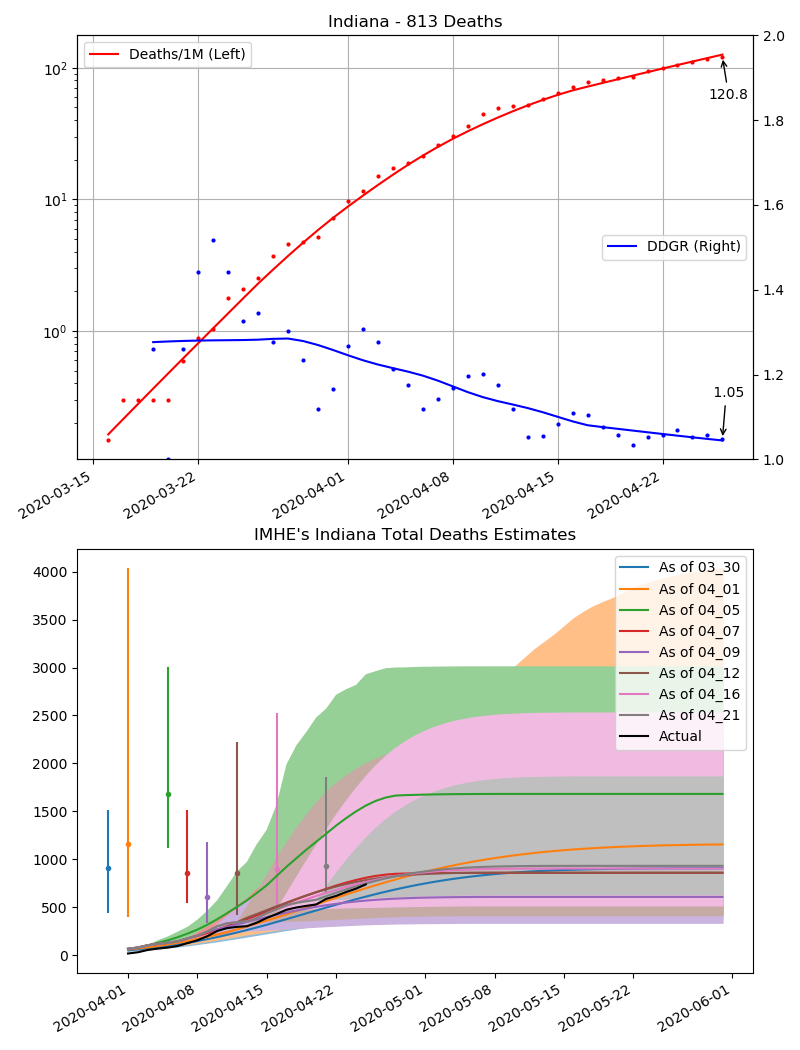 Indiana - 813 Deaths
Deaths/1M (Left)
DDGR (Right)
120.8
1.05
10²
10¹
10⁰
2.0
1.8
1.6
1.4
1.2
1.0
2020-03-15
2020-03-22
2020-04-01
2020-04-08
2020-04-15
2020-04-22
IMHE's Indiana Total Deaths Estimates
4000
3500
3000
2500
2000
1500
1000
500
0
As of 03_30
As of 04_01
As of 04_05
As of 04_07
As of 04_09
As of 04_12
As of 04_16
As of 04_21
Actual
2020-04-01
2020-04-08
2020-04-15
2020-04-22
2020-05-01
2020-05-08
2020-05-15
2020-05-22
2020-06-01